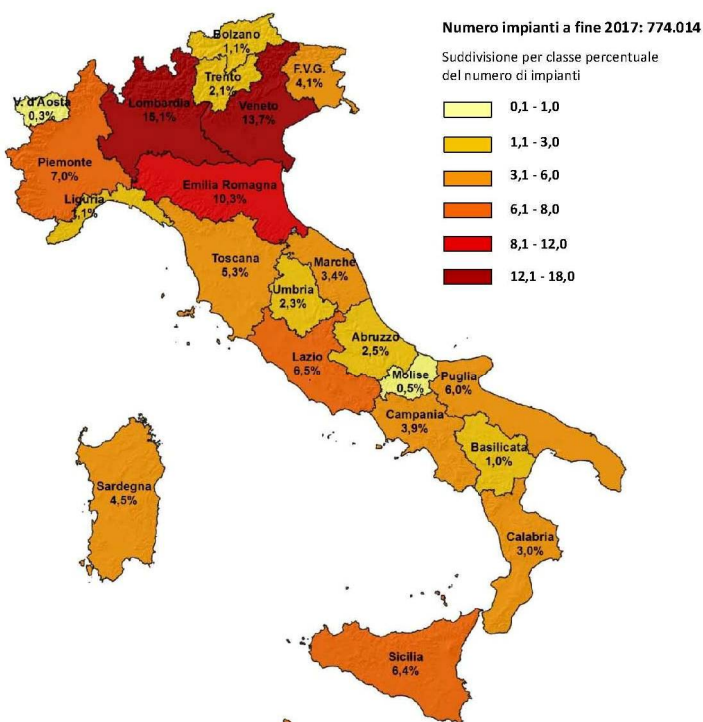 Numero impianti a fine 2017: 774.014
Suddivisione per classe percentuale
del numero di impianti
0,1 - 1,0
1,1 - 3,0
3,1 - 6,0
6,1 - 8,0
8,1 - 12,0
12,1 - 18,0
Bolzano
1,1%
Trento
2,1%
F.V.G.
4,1%
V. d'Aosta
0,3%
Lombardia
15,1%
Veneto
13,7%
Piemonte
7,0%
Emilia Romagna
10,3%
Liguria
1,1%
Toscana
5,3%
Marche
3,4%
Umbria
2,3%
Abruzzo
2,5%
Lazio
6,5%
Molise
0,5%
Puglia
6,0%
Campania
3,9%
Basilicata
1,0%
Sardegna
4,5%
Calabria
3,0%
Sicilia
6,4%